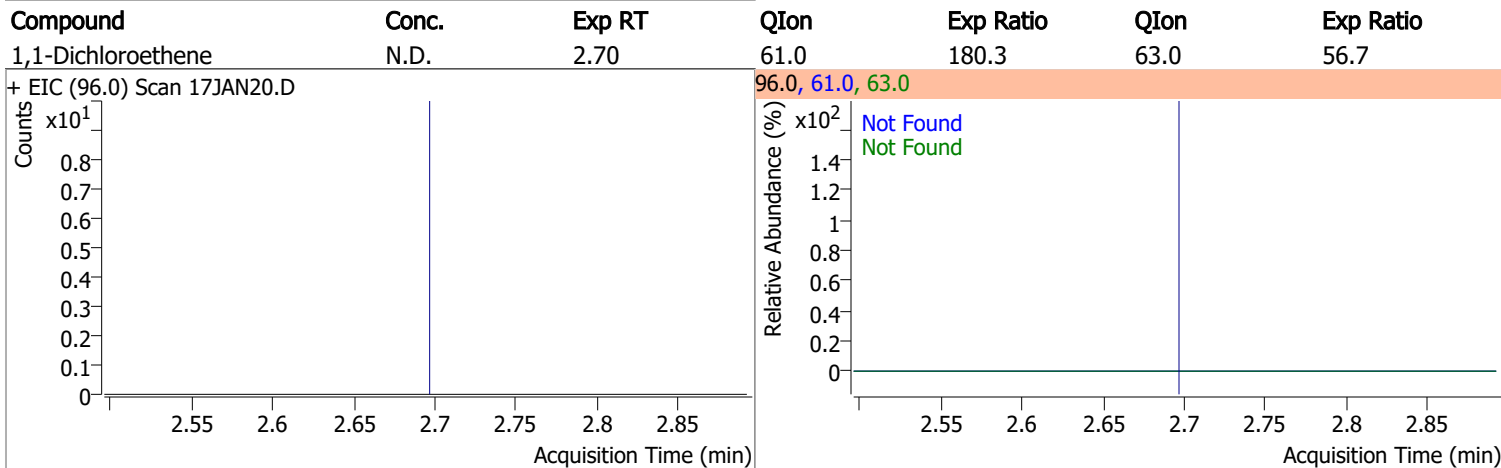 Compound Conc. Exp RT QIon Exp Ratio QIon Exp Ratio
1,1-Dichloroethene N.D. 2.70 61.0 180.3 63.0 56.7
+ EIC (96.0) Scan 17JAN20.D
Counts
x10¹
0.8
0.7
0.6
0.5
0.4
0.3
0.2
0.1
0
2.55 2.6 2.65 2.7 2.75 2.8 2.85
Acquisition Time (min)
96.0, 61.0, 63.0
Relative Abundance (%)
x10²
Not Found
Not Found
1.4
1.2
1
0.8
0.6
0.4
0.2
0
2.55 2.6 2.65 2.7 2.75 2.8 2.85
Acquisition Time (min)